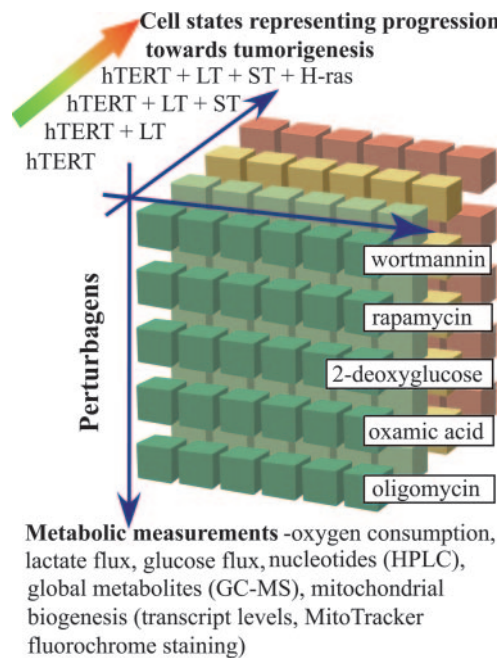 Cell states representing progression
towards tumorigenesis
hTERT + LT + ST + H-ras
hTERT + LT + ST
hTERT + LT
hTERT
Perturbagens
wortmannin
rapamycin
2-deoxyglucose
oxamic acid
oligomycin
Metabolic measurements -oxygen consumption,
lactate flux, glucose flux, nucleotides (HPLC),
global metabolites (GC-MS), mitochondrial
biogenesis (transcript levels, MitoTracker
fluorochrome staining)